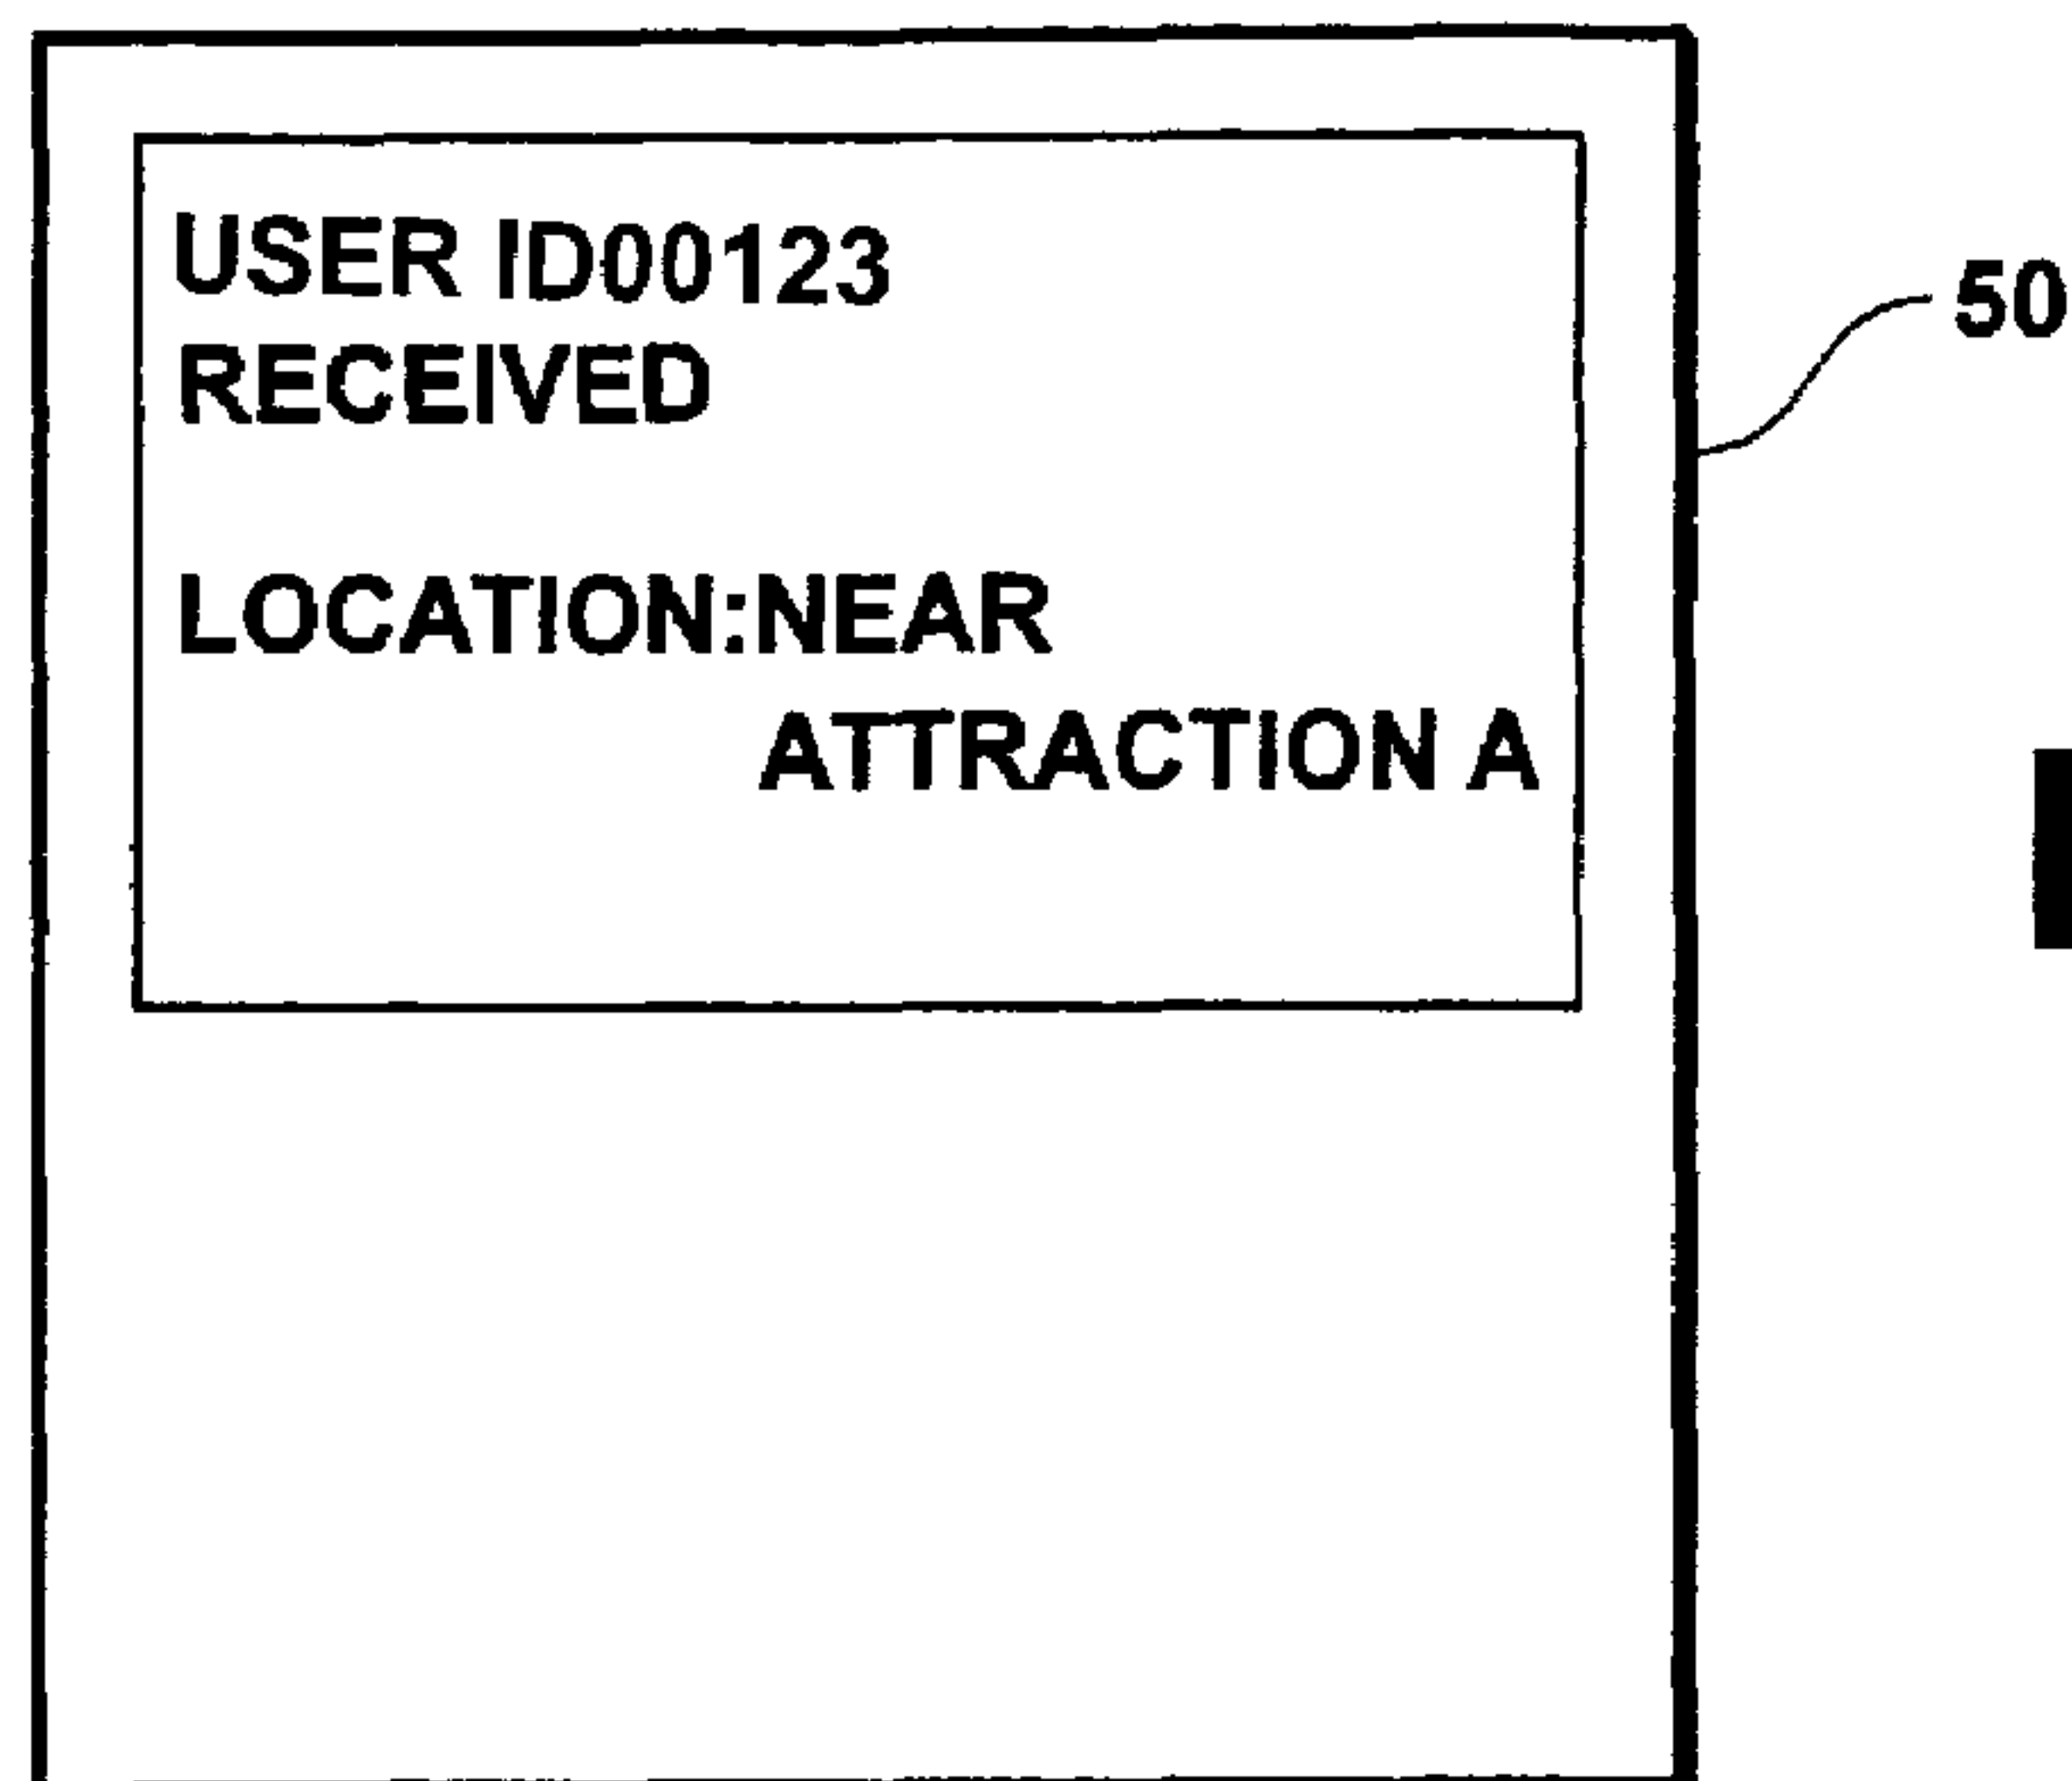 USER ID00123
RECEIVED
LOCATION:NEAR
ATTRACTION A
50